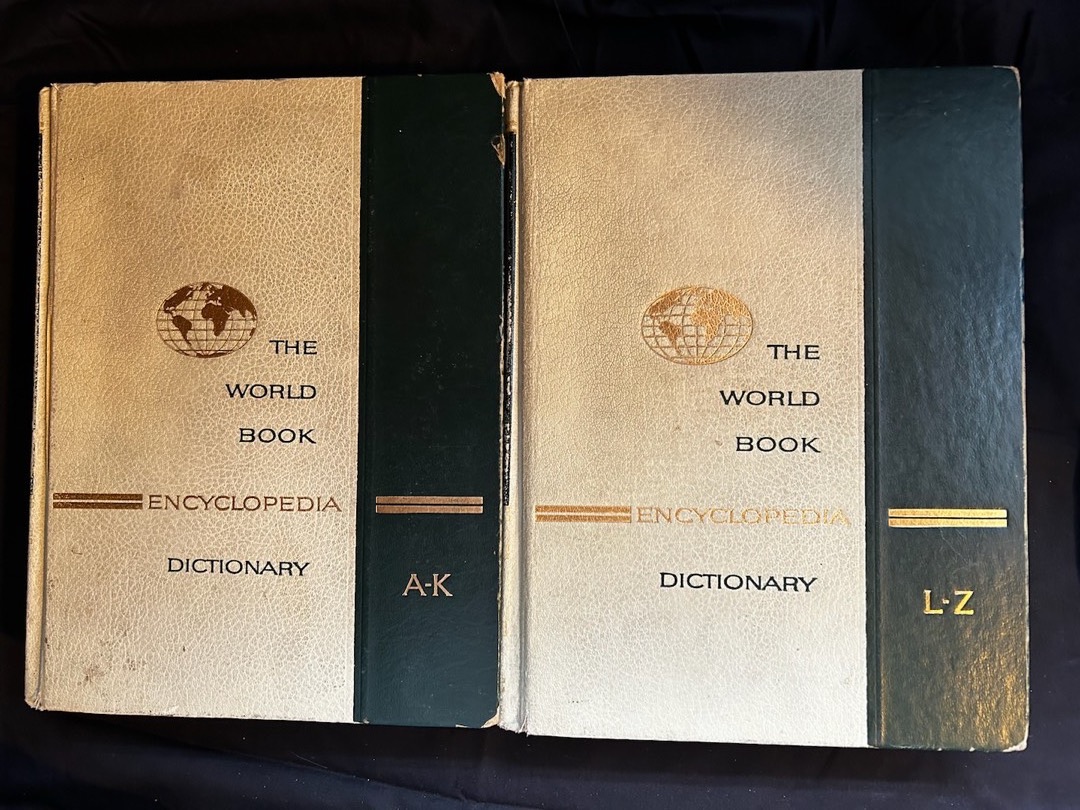 THE
WORLD
BOOK
ENCYCLOPEDIA
DICTIONARY
A-K
THE
WORLD
BOOK
ENCYCLOPEDIA
DICTIONARY
L-Z